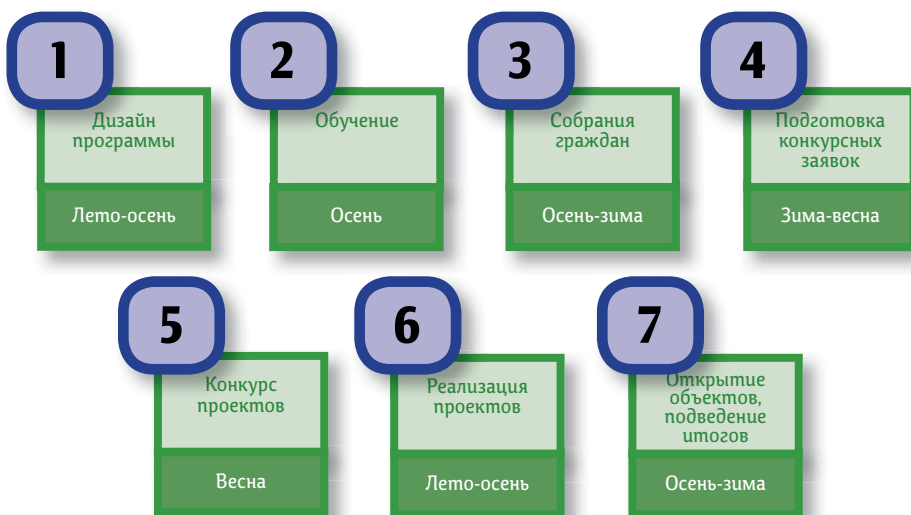 1
Дизайн
программы
Лето-осень
2
Обучение
Осень
3
Собрания
граждан
Осень-зима
4
Подготовка
конкурсных
заявок
Зима-весна
5
Конкурс
проектов
Весна
6
Реализация
проектов
Лето-осень
7
Открытие
объектов,
подведение
итогов
Осень-зима